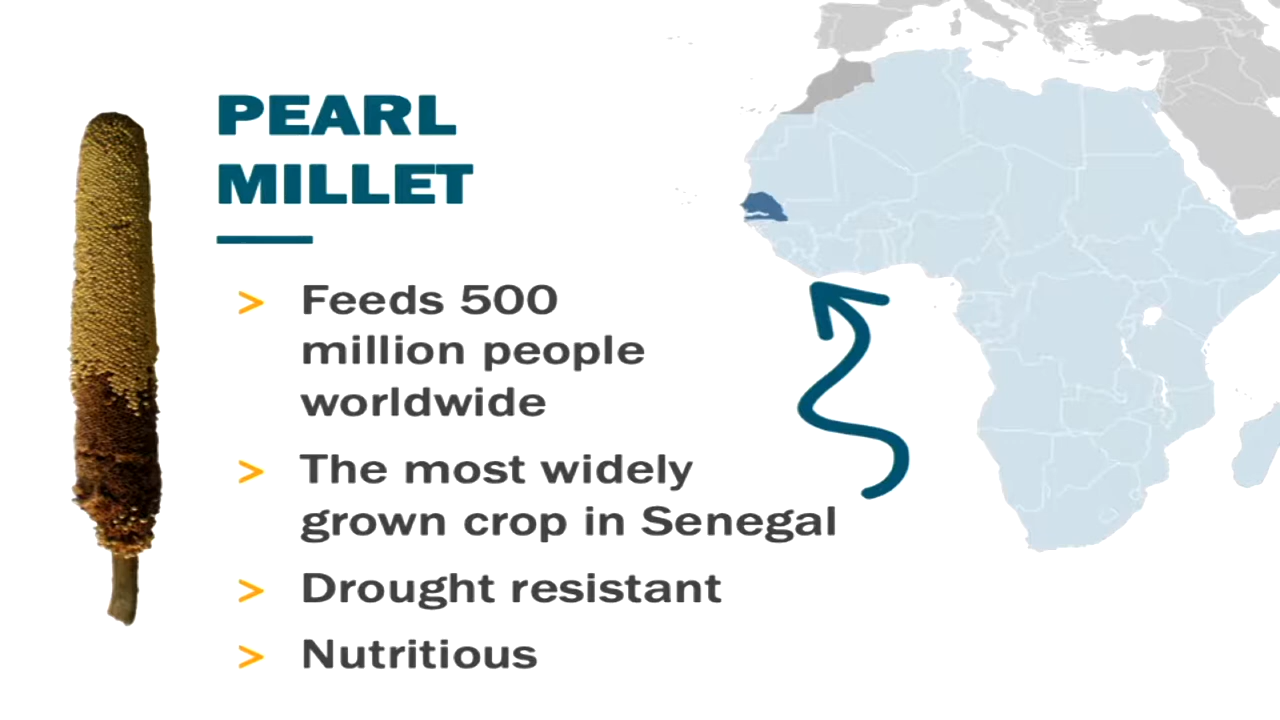 PEARL
MILLET
> Feeds 500
million people
worldwide
> The most widely
grown crop in Senegal
> Drought resistant
> Nutritious